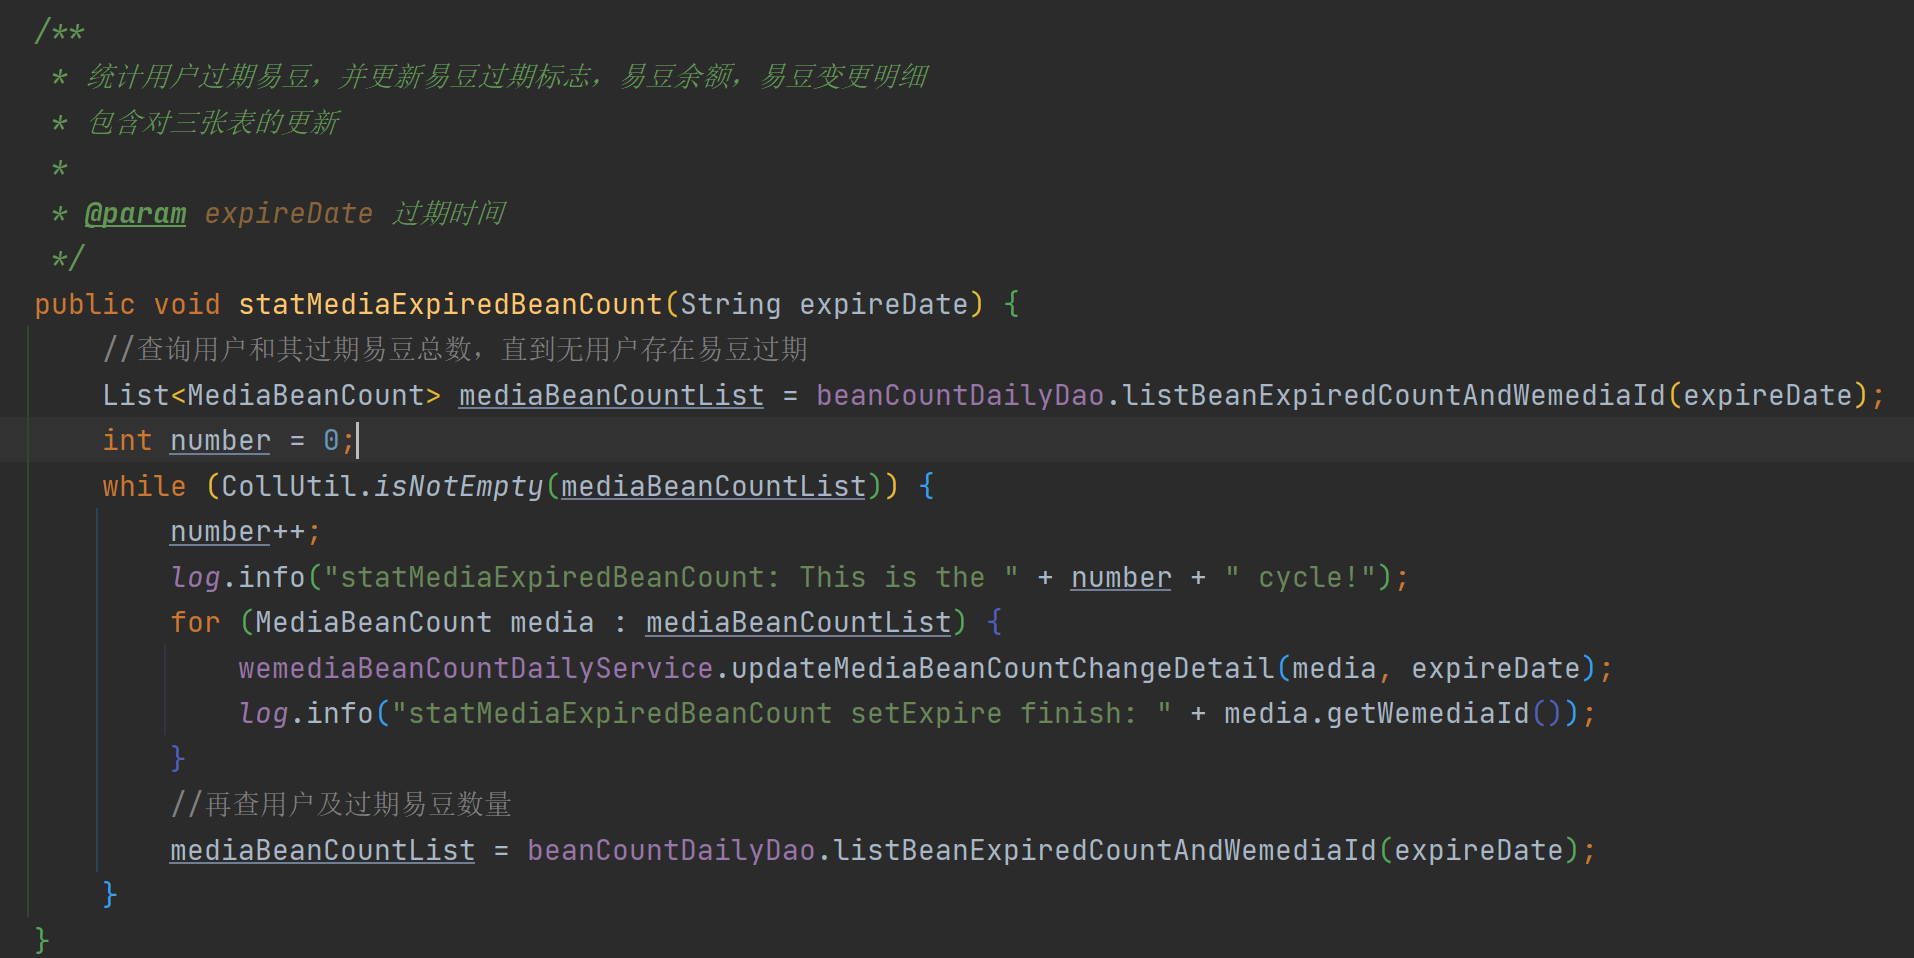 /**
 * 统计用户过期易豆，并更新易豆过期标志，易豆余额，易豆变更明细
 * 包含对三张表的更新
 *
 * @param expireDate 过期时间
 */
public void statMediaExpiredBeanCount(String expireDate) {
    //查询用户和其过期易豆总数，直到无用户存在易豆过期
    List<MediaBeanCount> mediaBeanCountList = beanCountDailyDao.listBeanExpiredCountAndWemediaId(expireDate);
    int number = 0;
    while (CollUtil.isNotEmpty(mediaBeanCountList)) {
        number++;
        log.info("statMediaExpiredBeanCount: This is the " + number + " cycle!");
        for (MediaBeanCount media : mediaBeanCountList) {
            wemediaBeanCountDailyService.updateMediaBeanCountChangeDetail(media, expireDate);
            log.info("statMediaExpiredBeanCount setExpire finish: " + media.getWemediaId());
        }
        //再查用户及过期易豆数量
        mediaBeanCountList = beanCountDailyDao.listBeanExpiredCountAndWemediaId(expireDate);
    }
}